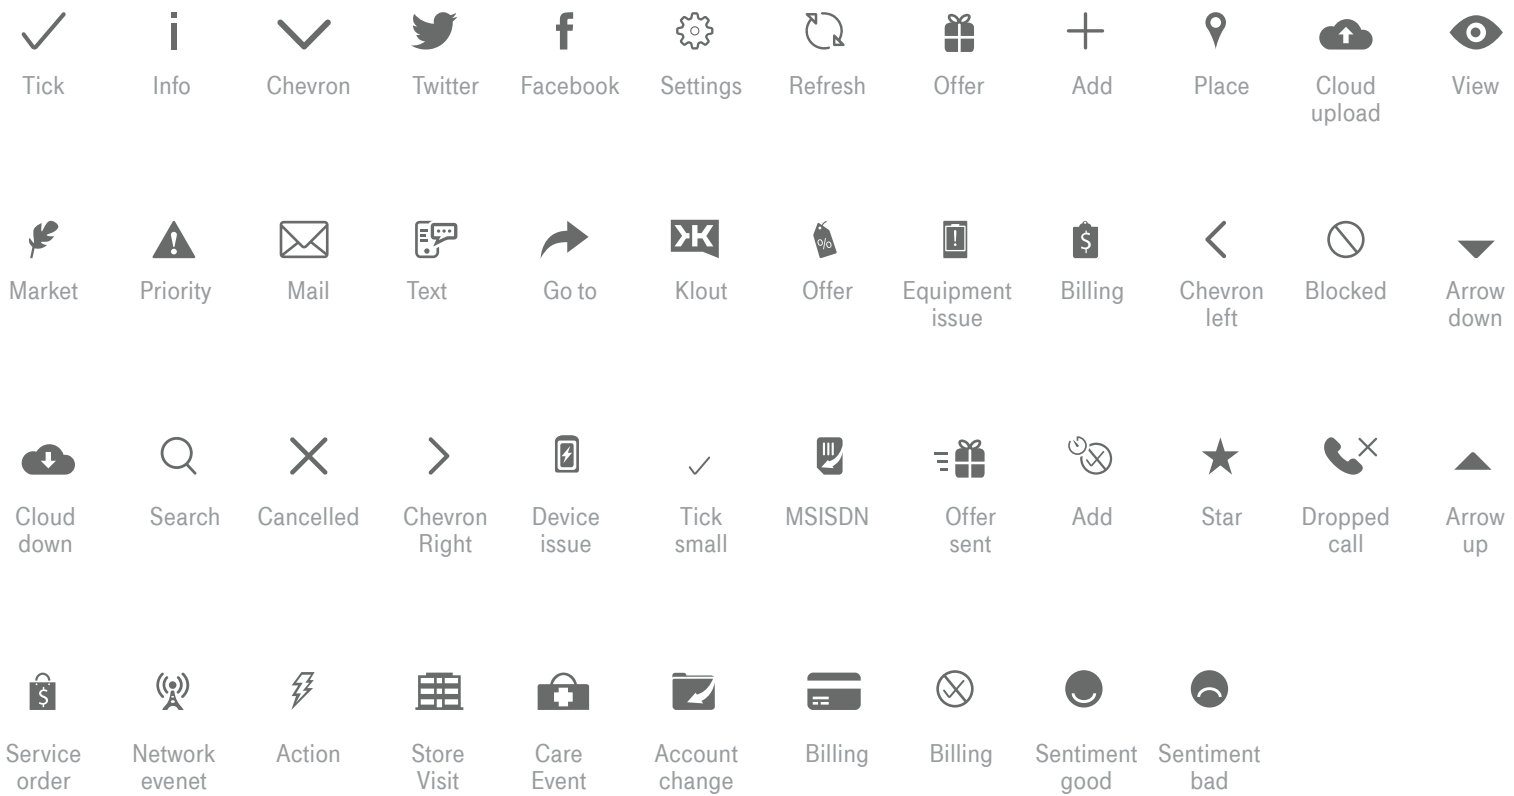 Tick Info Chevron Twitter Facebook Settings Refresh Offer Add Place Cloud View
upload
Market Priority Mail Text Go to Klout Offer Equipment Billing Chevron Blocked Arrow
issue left down
Cloud Search Cancelled Chevron Device Tick MSISDN Offer Add Star Dropped Arrow
down Right issue small sent call up
Service Network Action Store Care Account Billing Billing Sentiment Sentiment
order evenet Visit Event change good bad